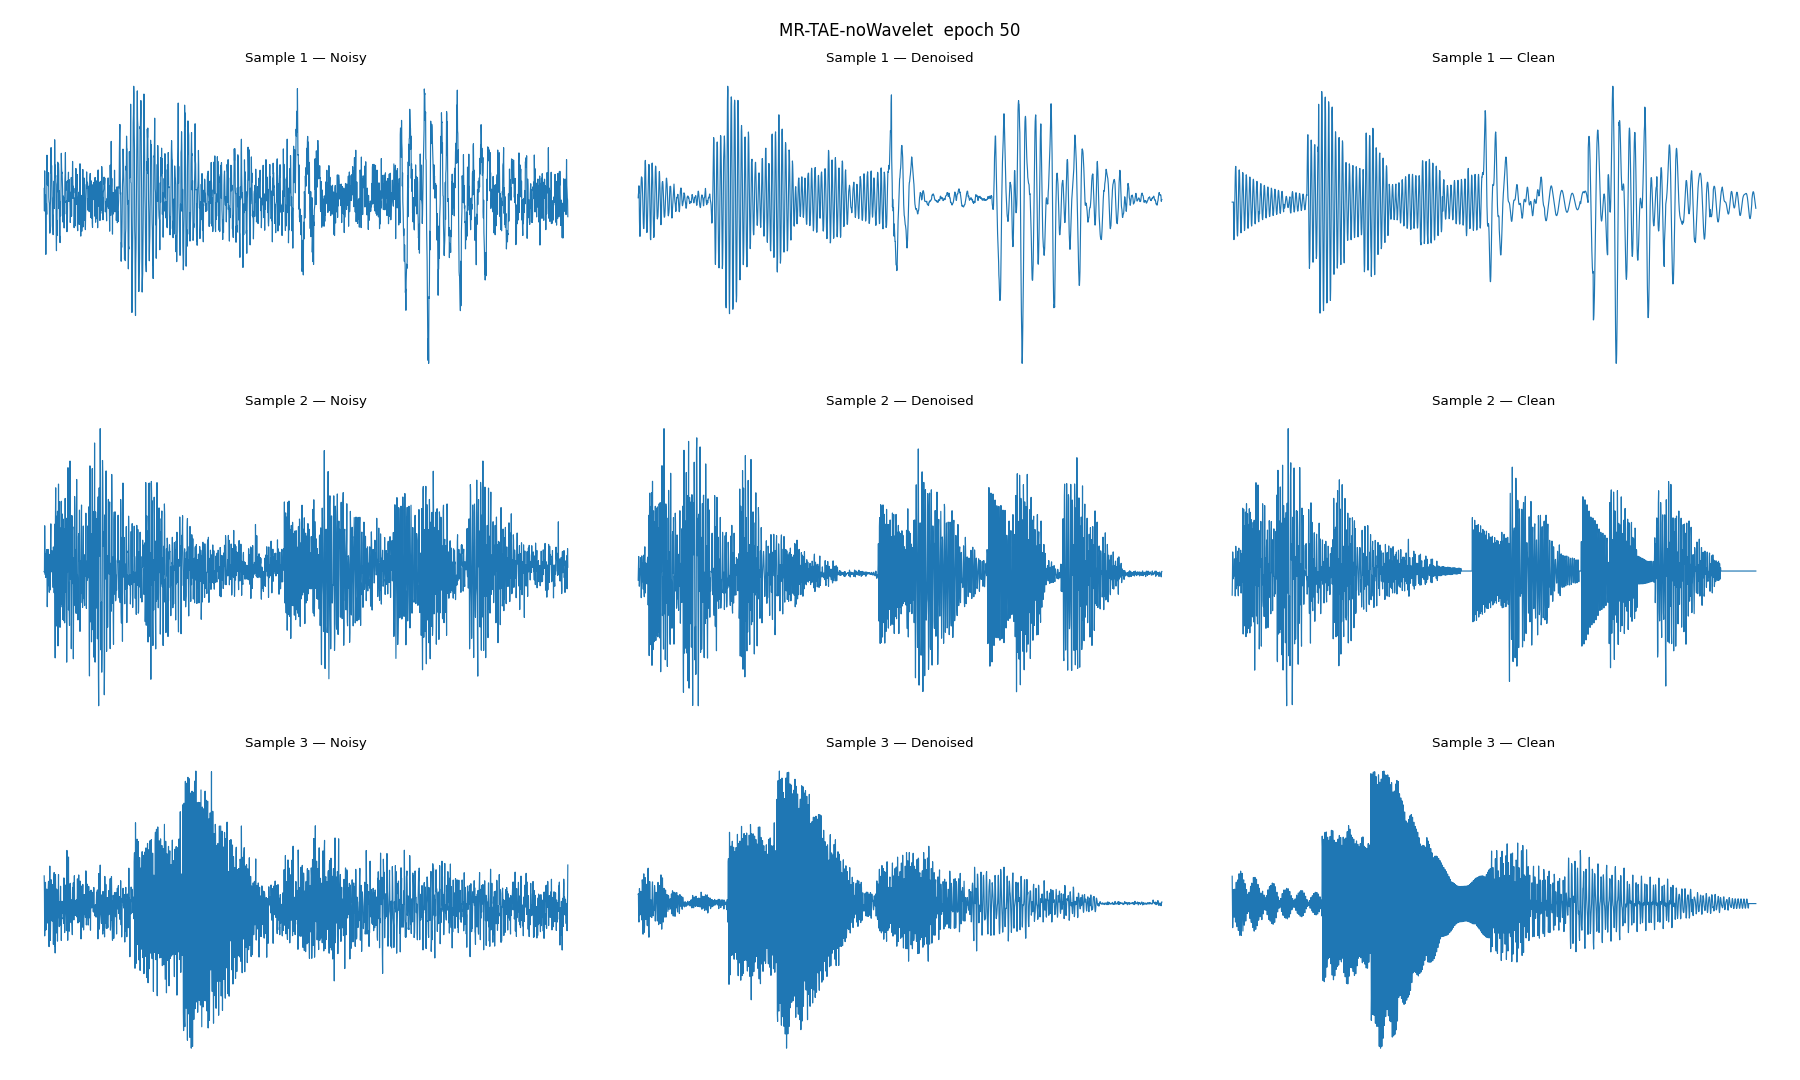 MR-TAE-noWavelet  epoch 50
Sample 1 — Noisy
Sample 1 — Denoised
Sample 1 — Clean
Sample 2 — Noisy
Sample 2 — Denoised
Sample 2 — Clean
Sample 3 — Noisy
Sample 3 — Denoised
Sample 3 — Clean